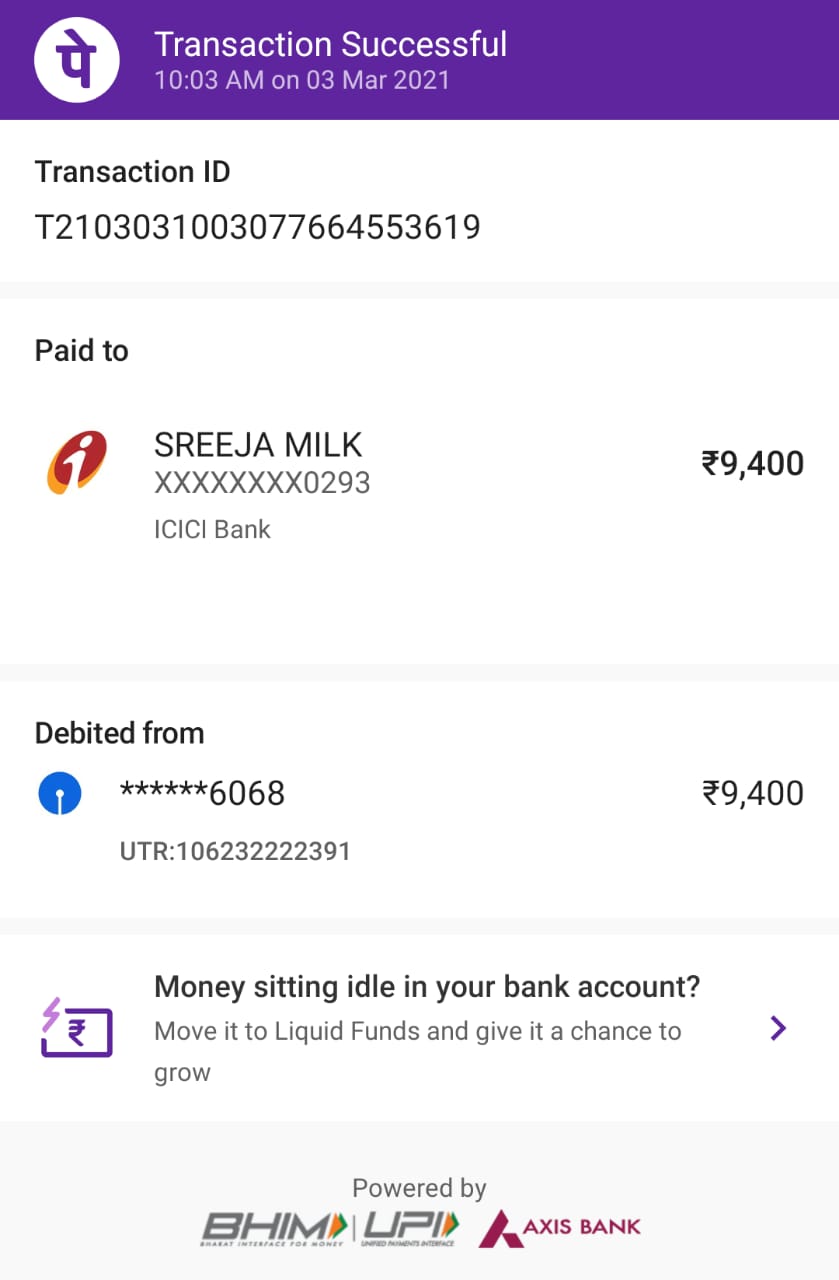 पे
Transaction Successful
10:03 AM on 03 Mar 2021
Transaction ID
T2103031003077664553619
Paid to
SREEJA MILK
XXXXXXXX0293
₹9,400
ICICI Bank
Debited from
******6068
₹9,400
UTR:106232222391
Money sitting idle in your bank account?
₹
Move it to Liquid Funds and give it a chance to
grow
Powered by
BHIM UPI AXIS BANK
BHARAT INTERFACE FOR MONEY UNIFIED PAYMENTS INTERFACE